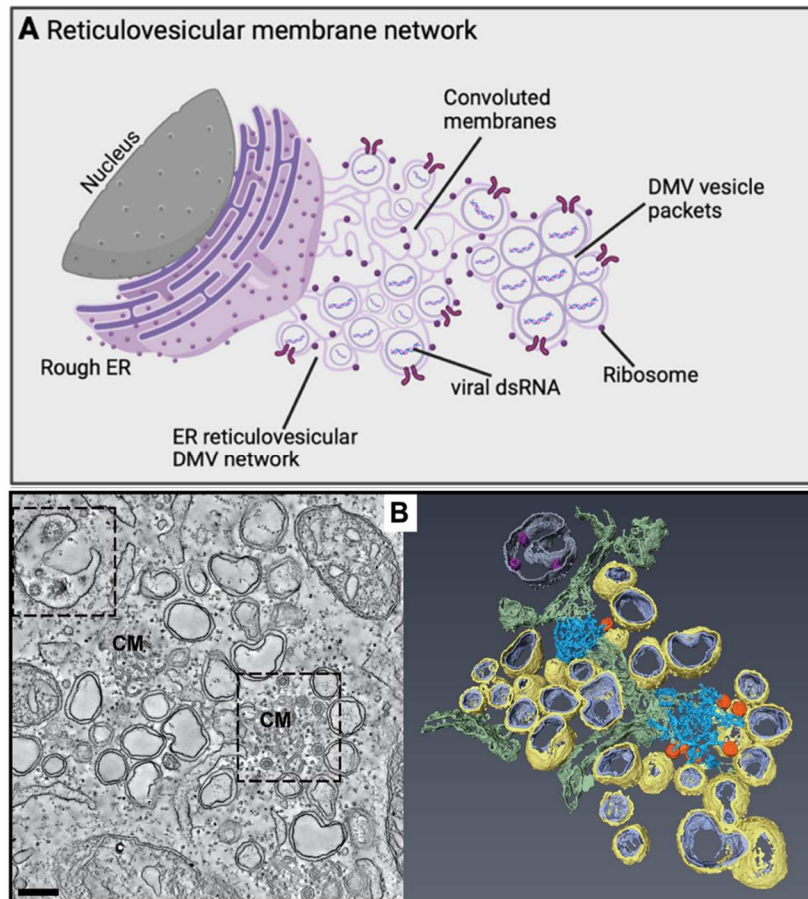 A Reticulovesicular membrane network
Nucleus
Convoluted
membranes
DMV vesicle
packets
Rough ER
viral dsRNA
Ribosome
ER reticulovesicular
DMV network
B
CM
CM